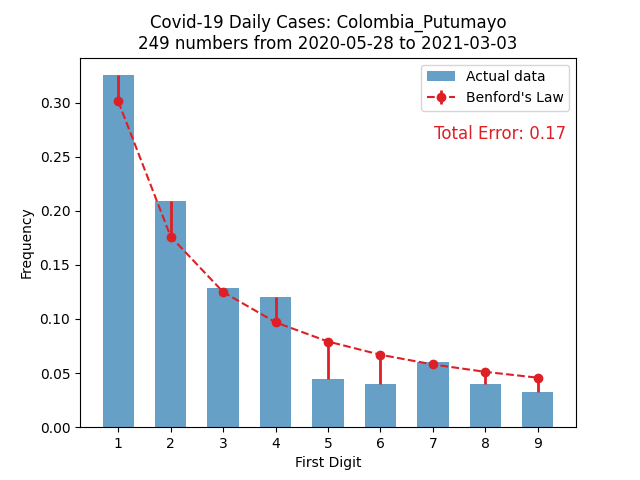 Covid-19 Daily Cases: Colombia_Putumayo
249 numbers from 2020-05-28 to 2021-03-03
Actual data
Benford's Law
Total Error: 0.17
Frequency
0.30
0.25
0.20
0.15
0.10
0.05
0.00
1 2 3 4 5 6 7 8 9
First Digit